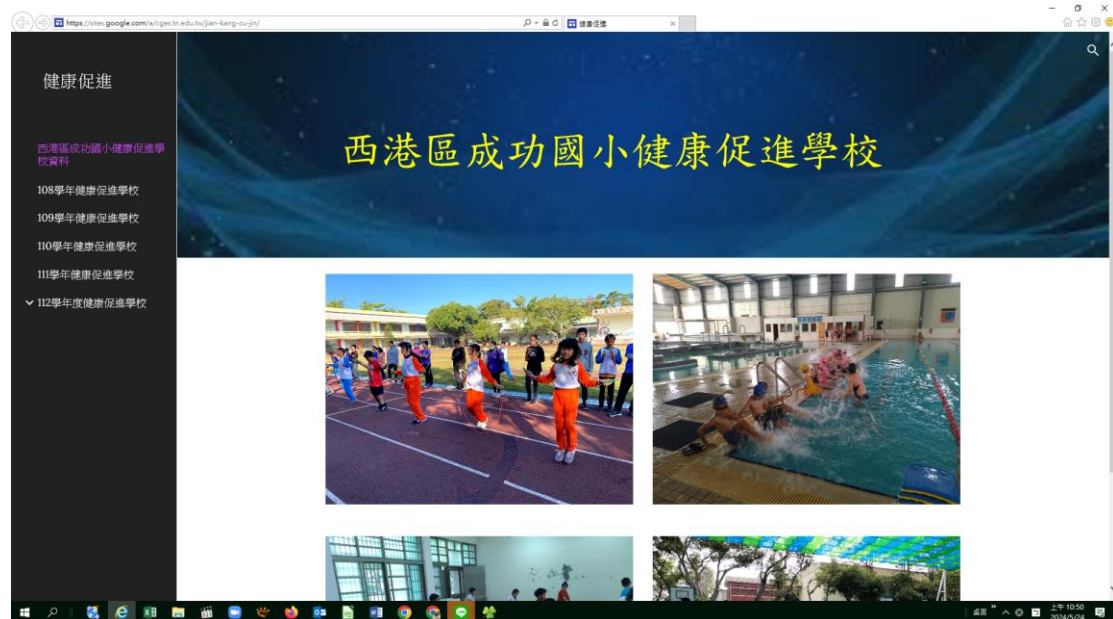 https://sites.google.com/a/cges.tn.edu.tw/jian-kang-cu-jin/
健康促進
健康促進
西港區成功國小健康促進學
校資料
108學年健康促進學校
109學年健康促進學校
110學年健康促進學校
111學年健康促進學校
112學年度健康促進學校
西港區成功國小健康促進學校
桌面
上午 10:50
2024/5/24